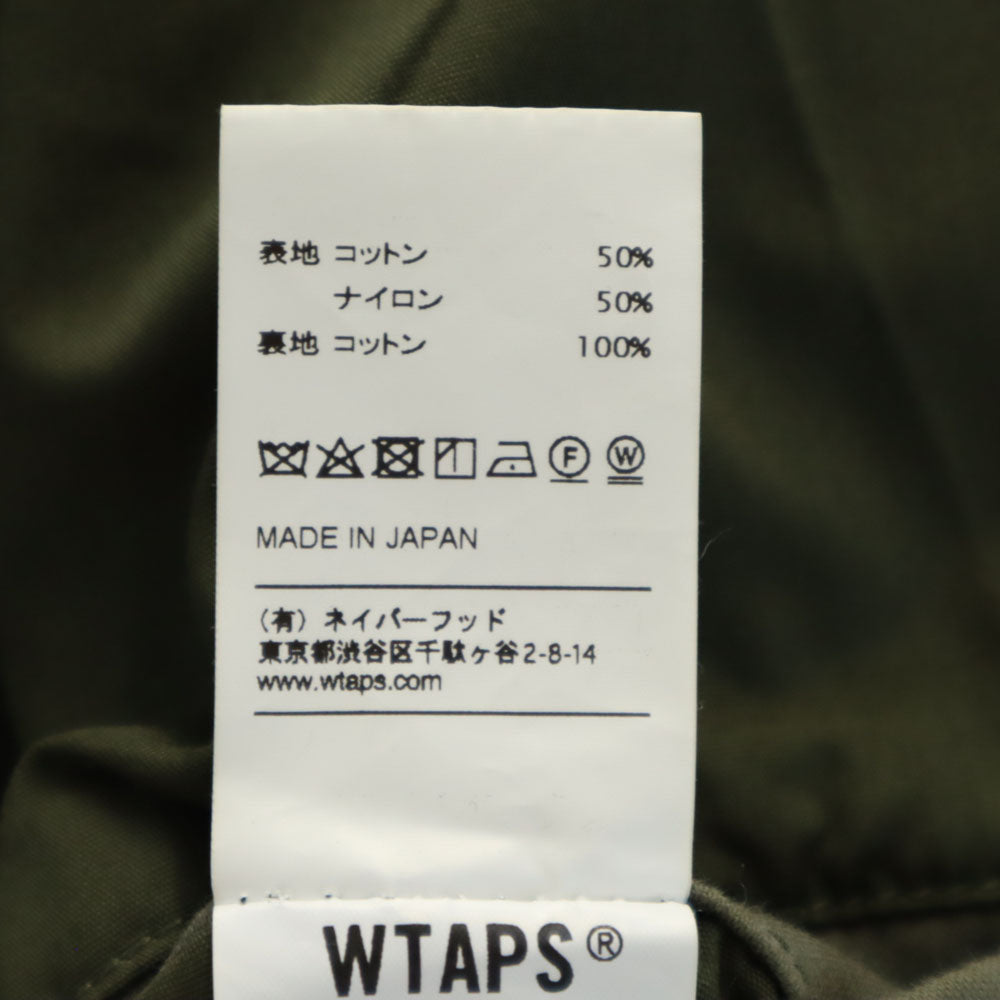 表地 コットン 50%
ナイロン 50%
裏地 コットン 100%
F W
MADE IN JAPAN
(有) ネイバーフッド
東京都渋谷区千駄ヶ谷2-8-14
www.wtaps.com
WTAPS®